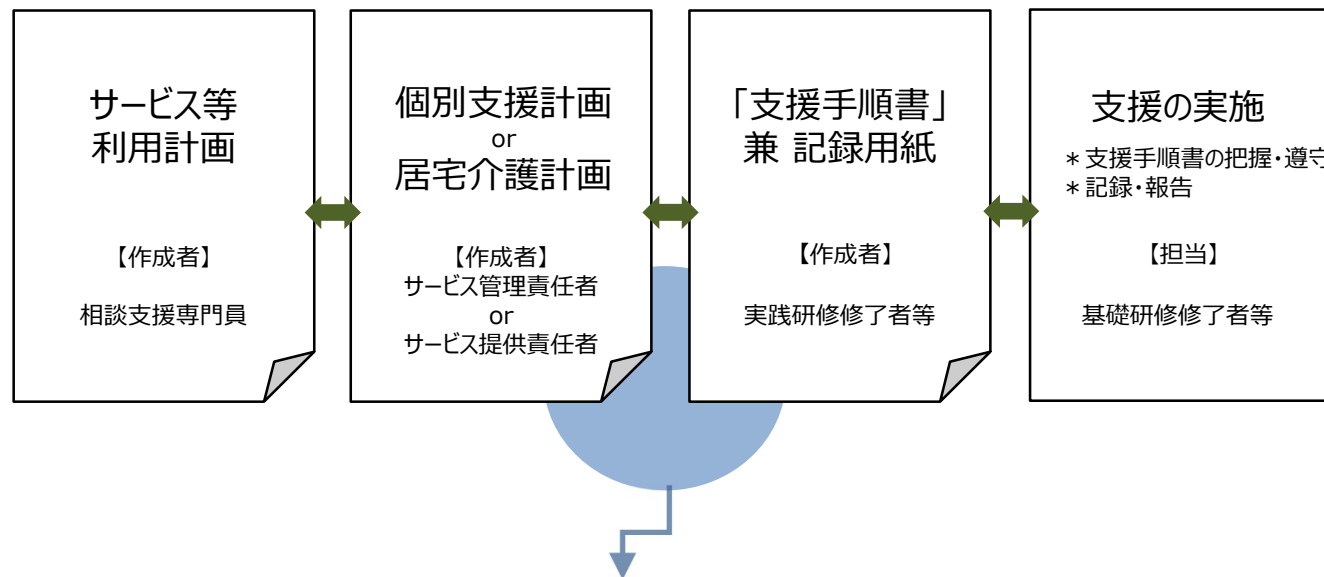 サービス等
利用計画
【作成者】
相談支援専門員
個別支援計画
or
居宅介護計画
【作成者】
サービス管理責任者
or
サービス提供責任者
「支援手順書」
兼 記録用紙
【作成者】
実践研修修了者等
支援の実施
＊支援手順書の把握・遵守
＊記録・報告
【担当】
基礎研修修了者等